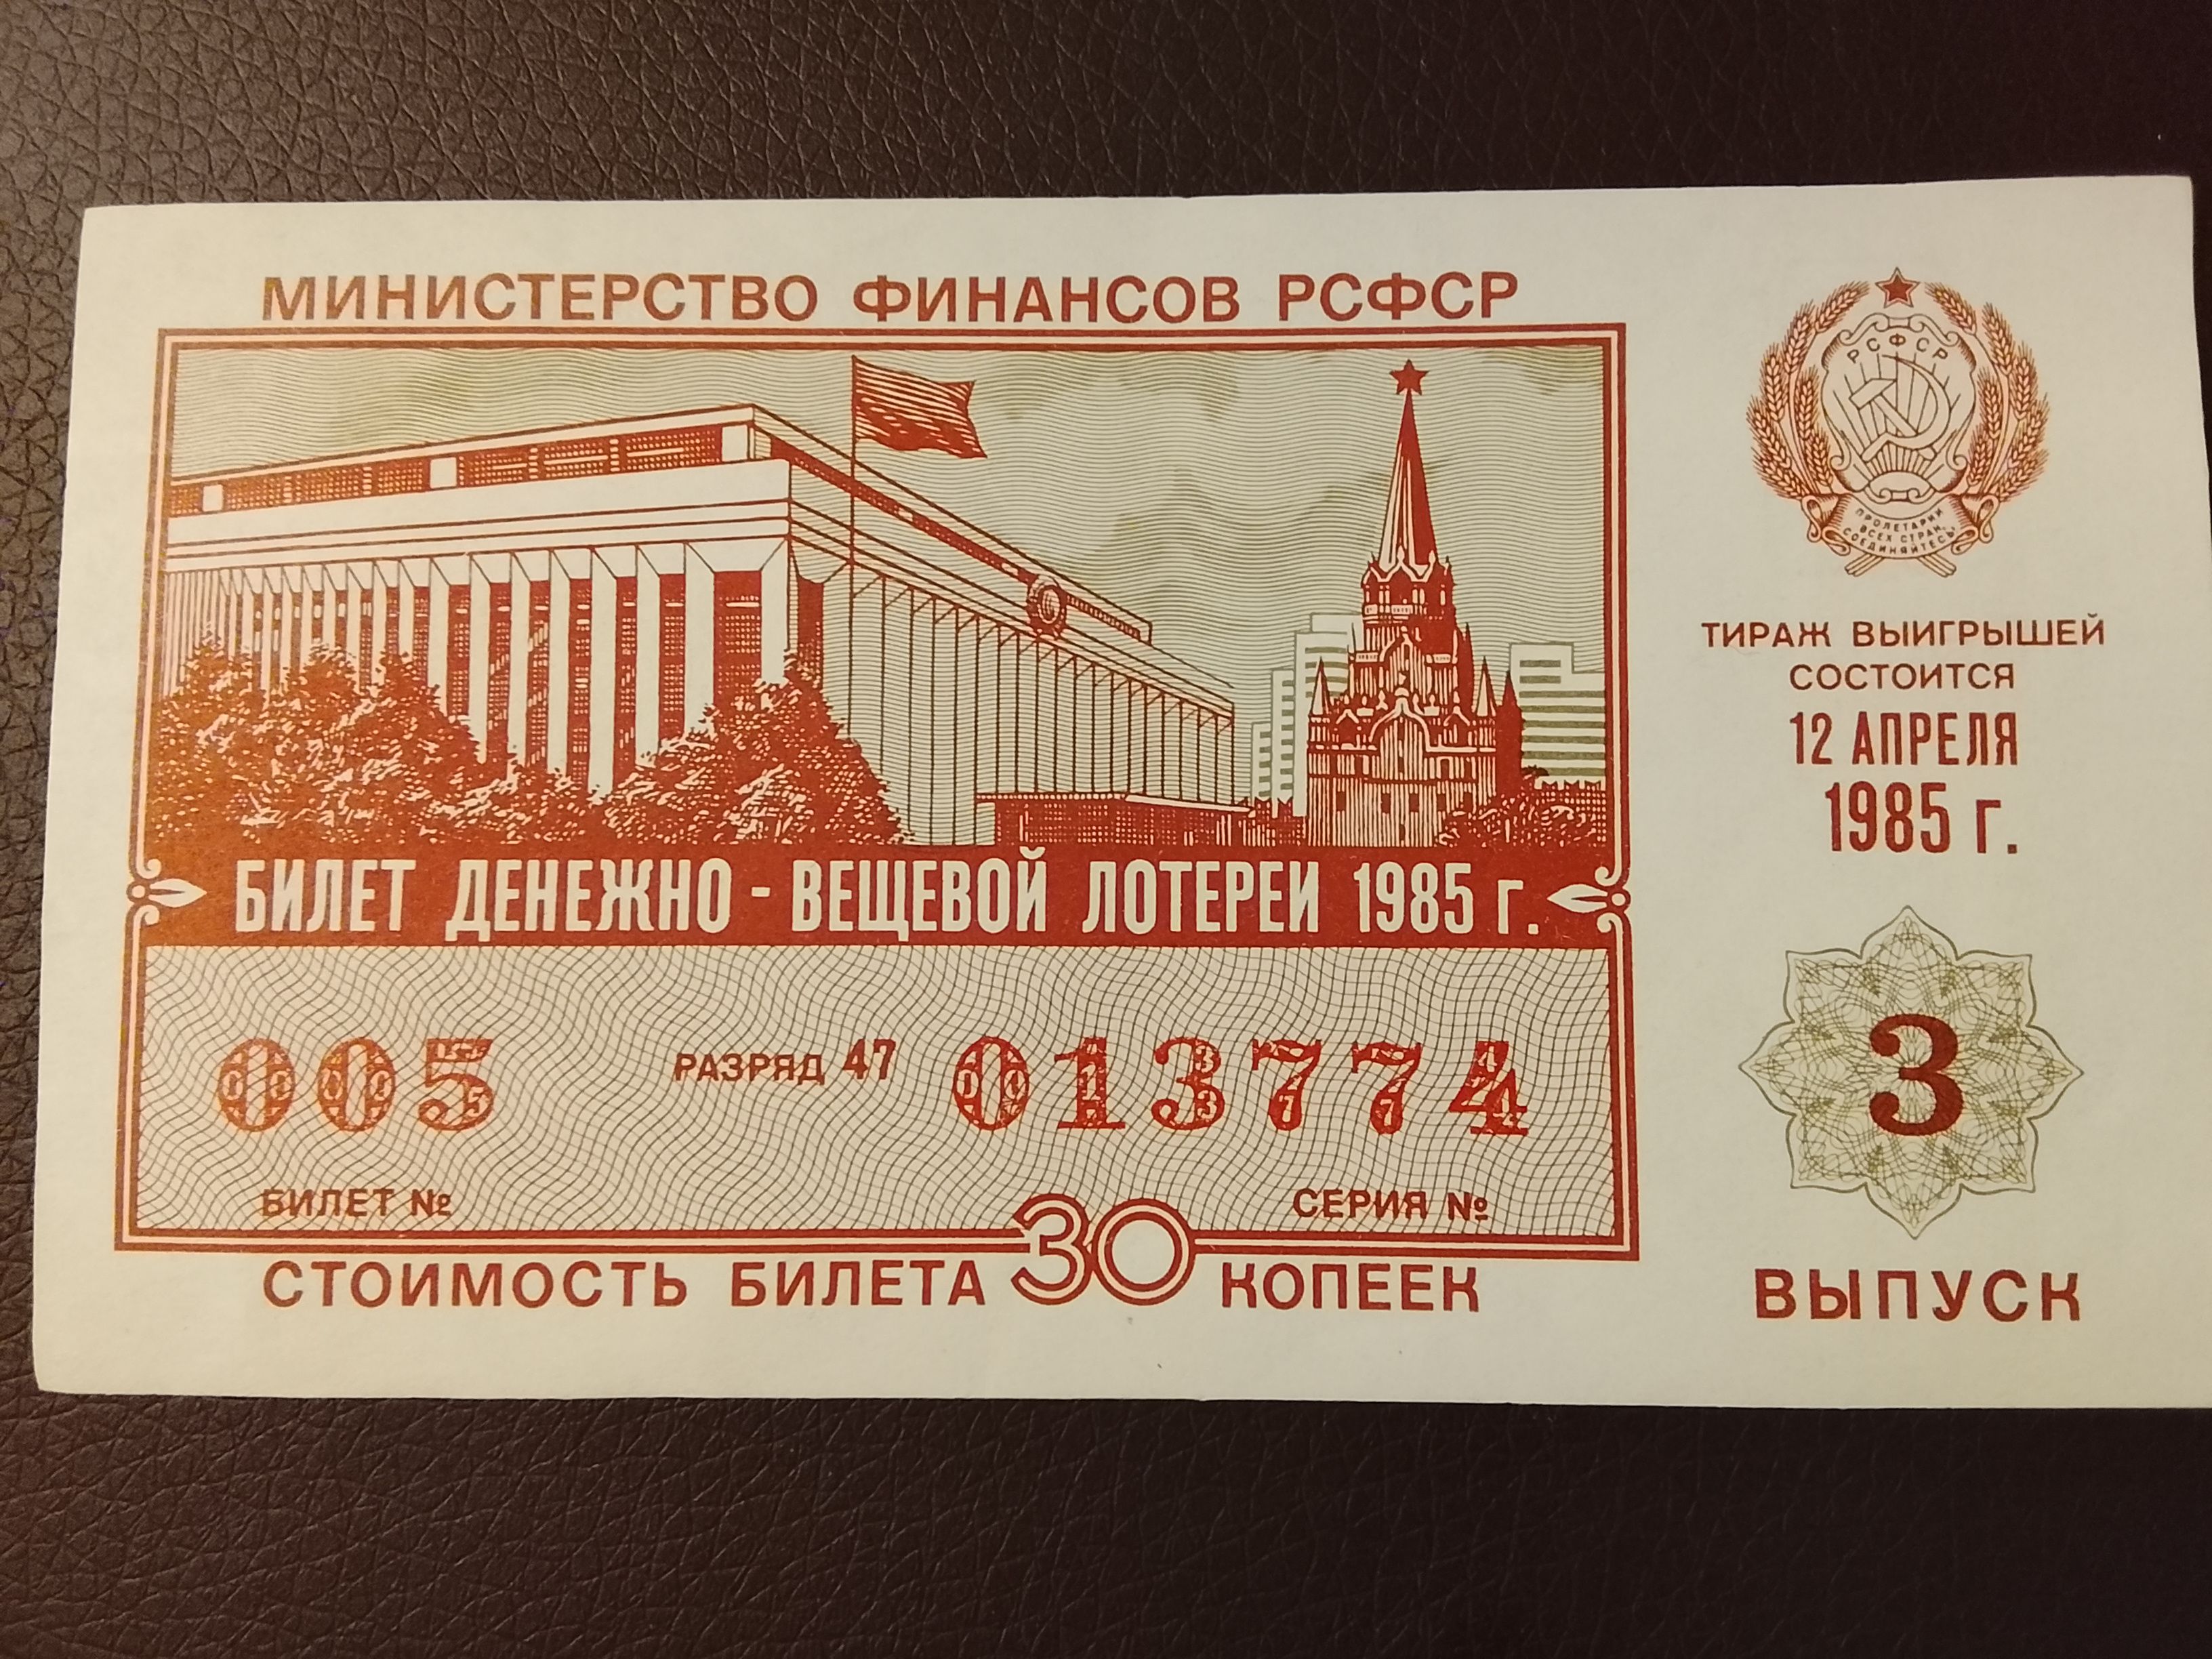 МИНИСТЕРСТВО ФИНАНСОВ РСФСР
РСФСР
ПРОЛЕТАРИИ
ВСЕХ СТРАН,
СОЕДИНЯЙТЕСЬ!
ТИРАЖ ВЫИГРЫШЕЙ
СОСТОИТСЯ
12 АПРЕЛЯ
1985 г.
БИЛЕТ ДЕНЕЖНО - ВЕЩЕВОЙ ЛОТЕРЕИ 1985 г.
005 РАЗРЯД 47 013774
БИЛЕТ № СЕРИЯ №
СТОИМОСТЬ БИЛЕТА 30 КОПЕЕК
3
ВЫПУСК